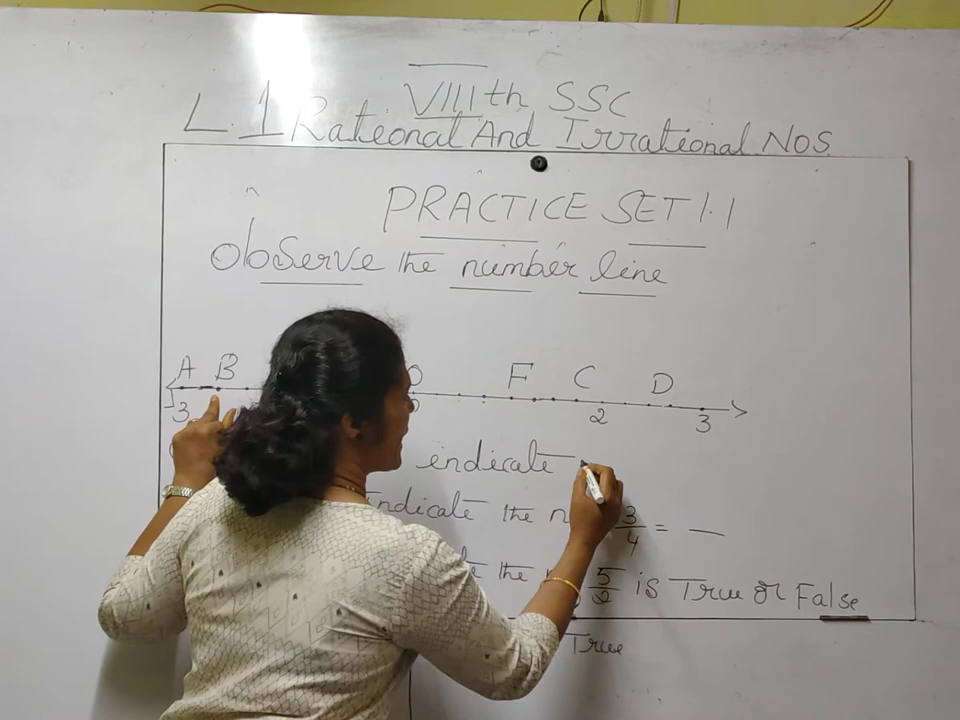 VIIIth SSC
L.1 Rational And Irrational Nos
PRACTICE SET 1.1
Observe the number line
A B O F C D
3 2 3
indicate
indicate the 3/4 =
the 5/2 is True or False
True